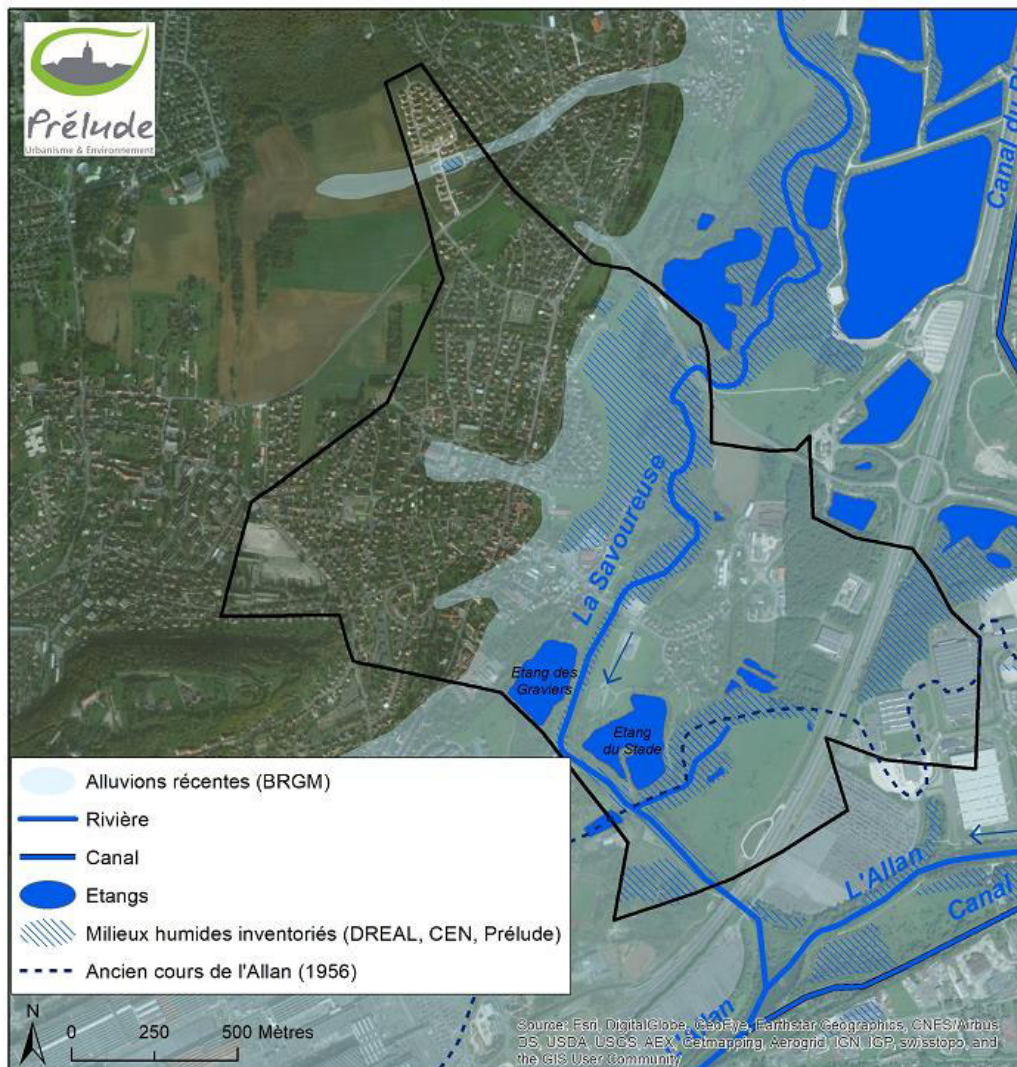 Prélude
Urbanisme & Environnement
Canal du
La Savoureuse
Etang des
Graviers
Etang
du Stade
L'Allan
Canal
L'Allan
Alluvions récentes (BRGM)
Rivière
Canal
Etangs
Milieux humides inventoriés (DREAL, CEN, Prélude)
Ancien cours de l'Allan (1956)
N
0 250 500 Mètres
Source: Esri, DigitalGlobe, GeoEye, Earthstar Geographics, CNES/Airbus
DS, USDA, USGS, AEX, Getmapping, Aerogrid, IGN, IGP, swisstopo, and
the GIS User Community